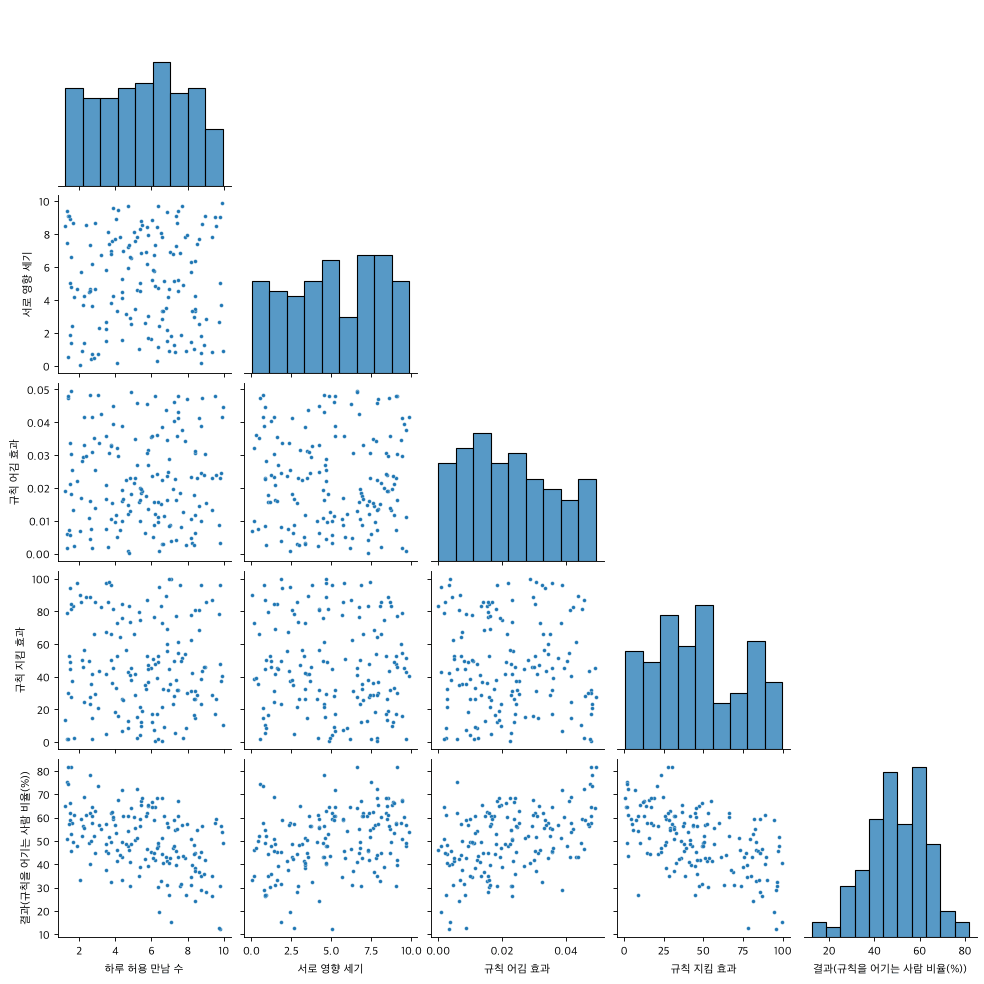 10
8
6
4
2
0
서로 영향 세기
0.05
0.04
0.03
0.02
0.01
0.00
규칙 어김 효과
100
80
60
40
20
0
규칙 지킴 효과
80
70
60
50
40
30
20
10
결과(규칙을 어기는 사람 비율(%))
2 4 6 8 10
하루 허용 만남 수
0.0 2.5 5.0 7.5 10.0
서로 영향 세기
0.00 0.02 0.04
규칙 어김 효과
0 25 50 75 100
규칙 지킴 효과
20 40 60 80
결과(규칙을 어기는 사람 비율(%))